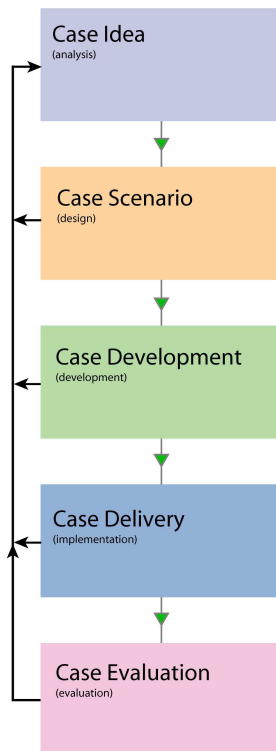 Case Idea
(analysis)
Case Scenario
(design)
Case Development
(development)
Case Delivery
(implementation)
Case Evaluation
(evaluation)